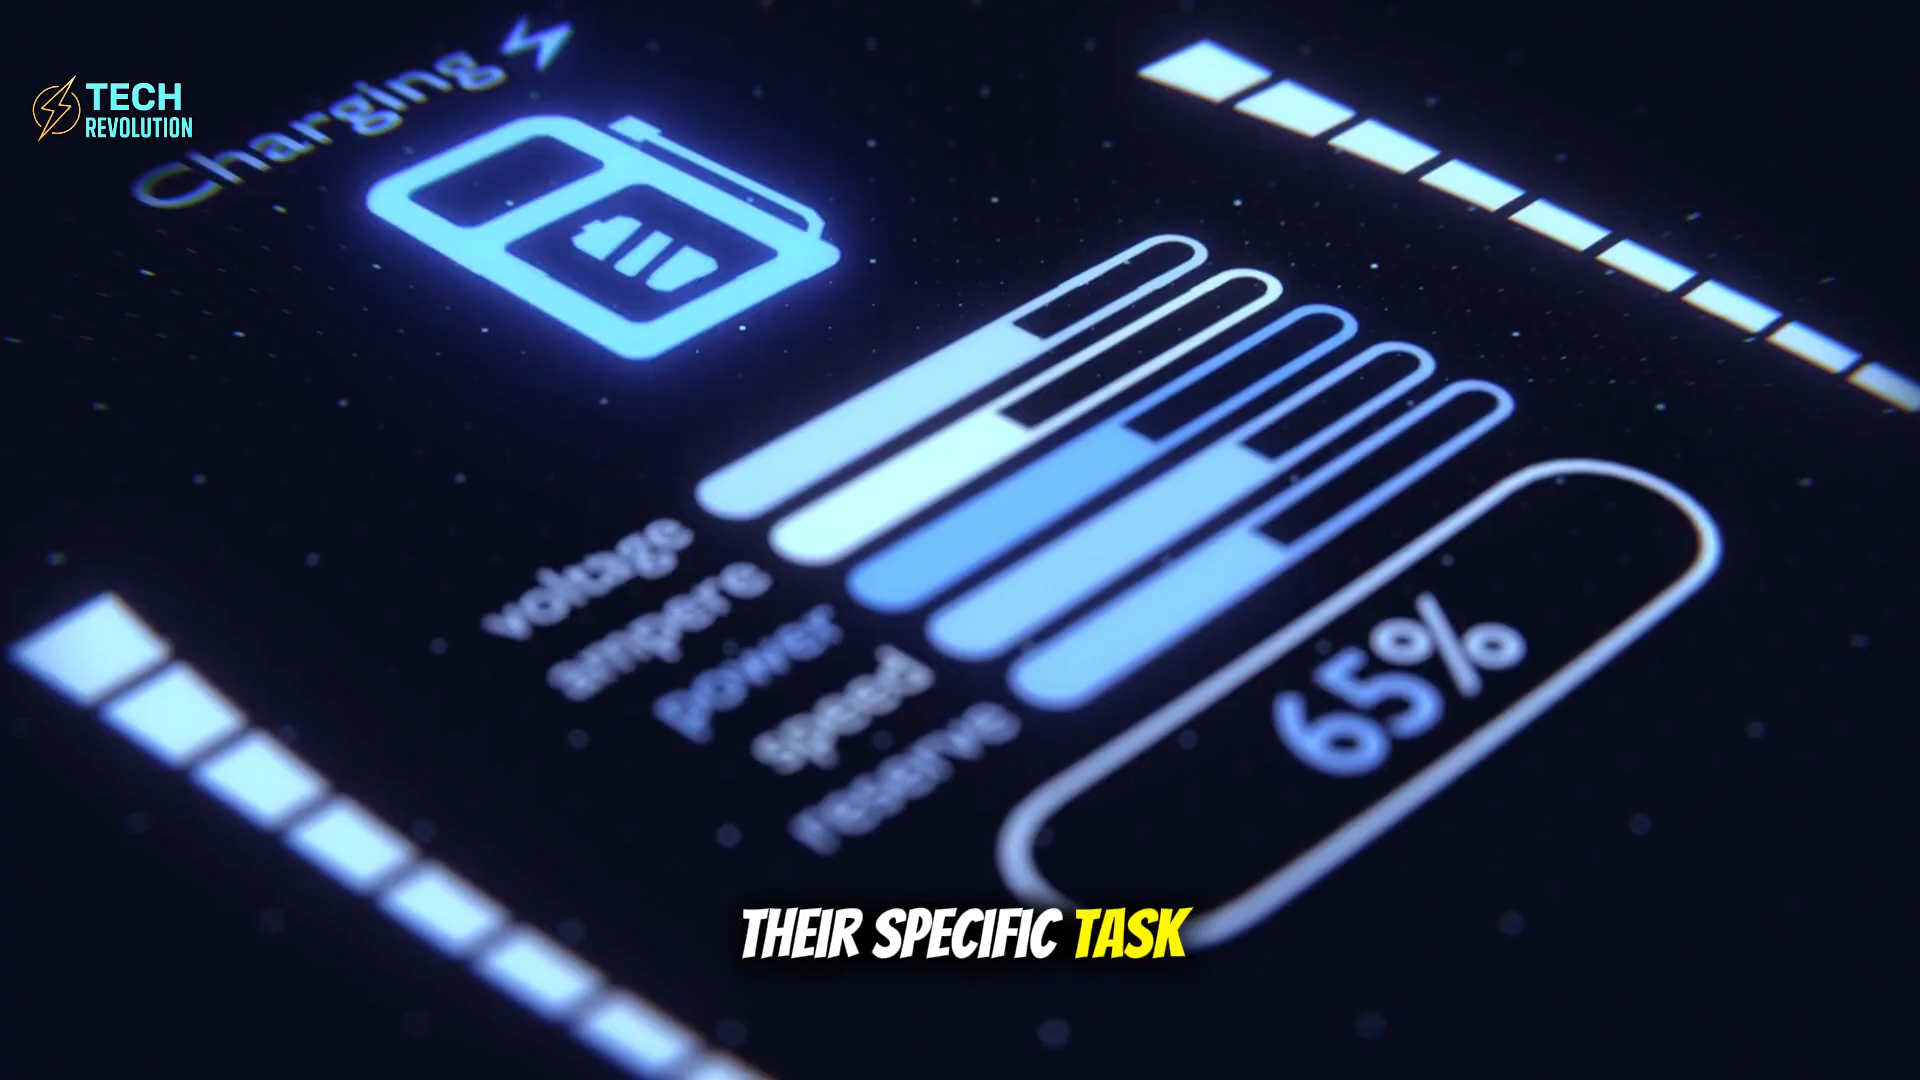 Charging
TECH
REVOLUTION
voltage
ampere
power
speed
reserve
65%
THEIR SPECIFIC TASK